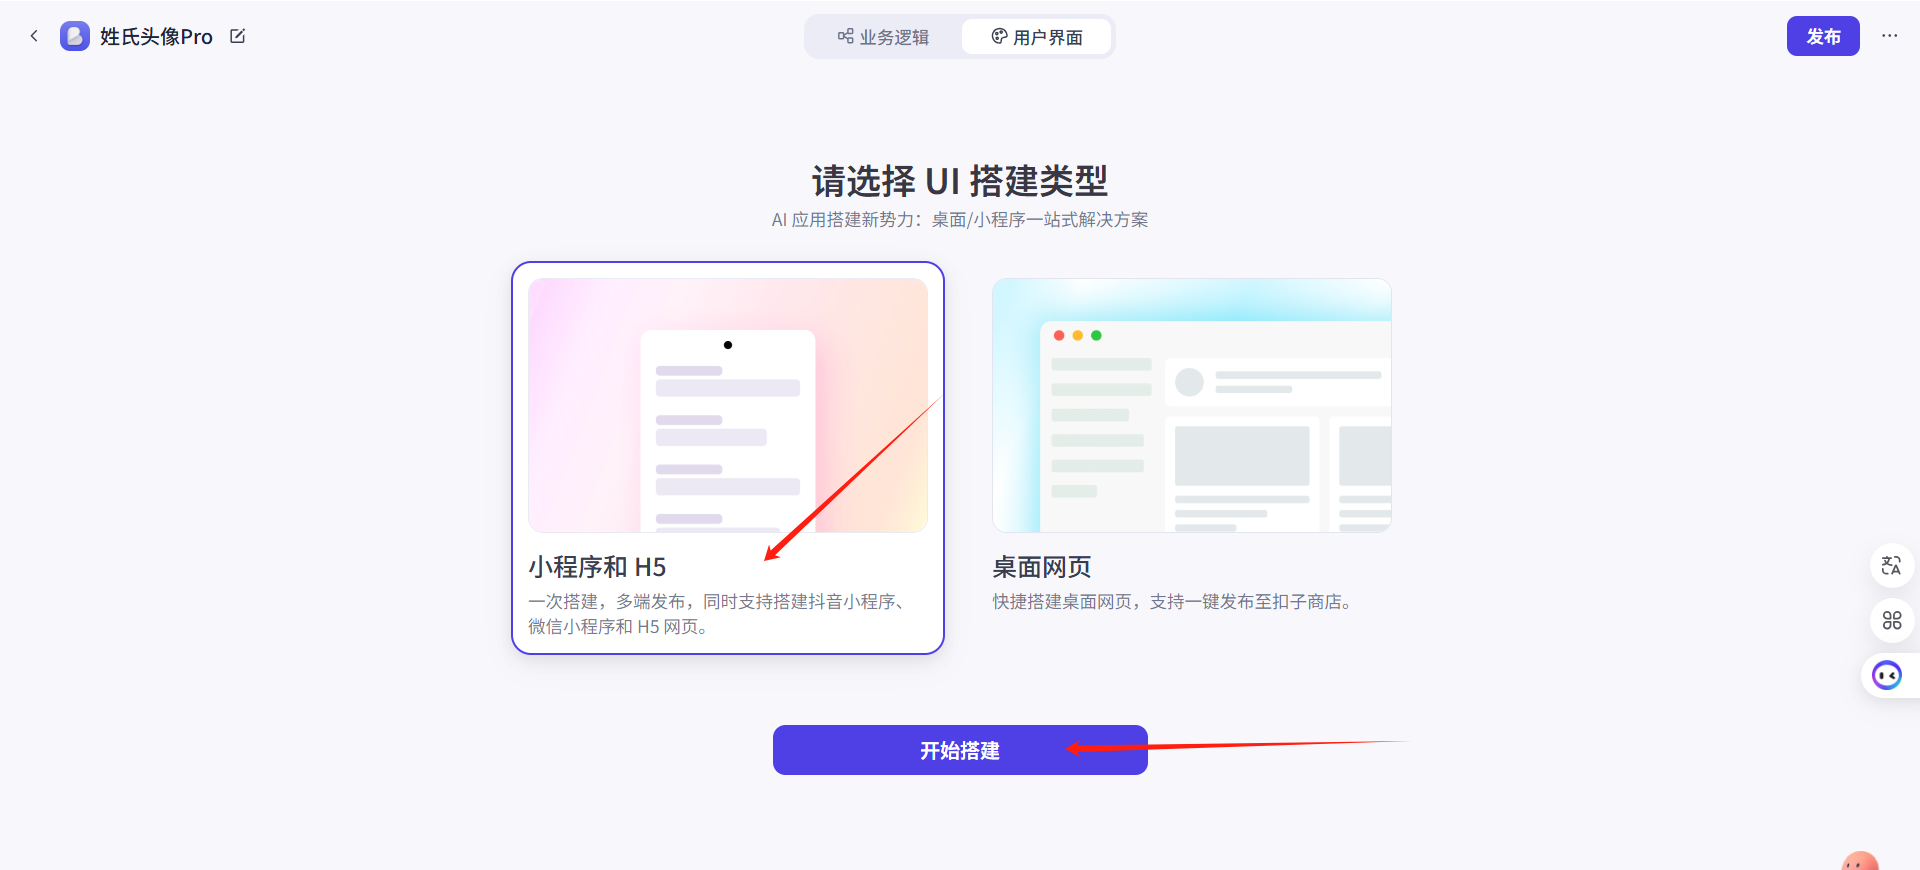 姓氏头像Pro
业务逻辑
用户界面
发布
请选择 UI 搭建类型
AI 应用搭建新势力：桌面/小程序一站式解决方案
小程序和 H5
一次搭建，多端发布，同时支持搭建抖音小程序、
微信小程序和 H5 网页。
桌面网页
快捷搭建桌面网页，支持一键发布至扣子商店。
开始搭建